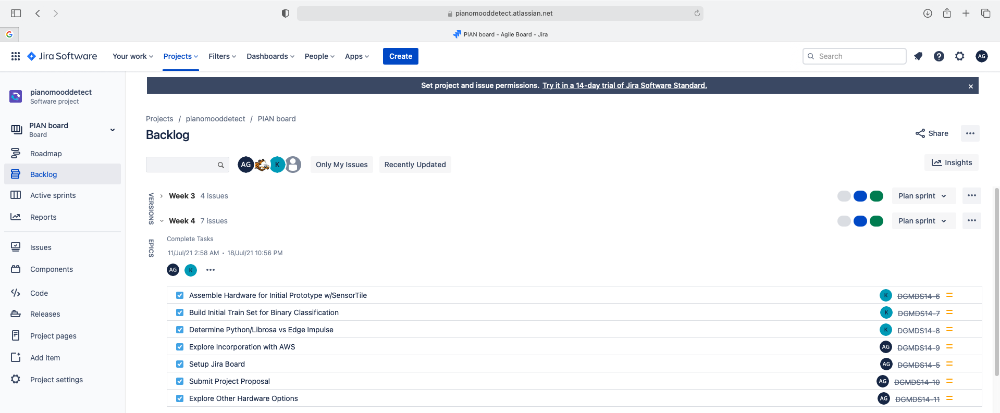 pianomooddetect.atlassian.net
G
PIAN board - Agile Board - Jira
Jira Software Your work Projects Filters Dashboards People Apps Create Search AG
pianomooddetect
Software project
Set project and issue permissions. Try it in a 14-day trial of Jira Software Standard. ×
PIAN board
Board
Roadmap
Backlog
Active sprints
Reports
Issues
Components
Code
Releases
Project pages
Add item
Project settings
Projects / pianomooddetect / PIAN board
Backlog
Share
AG K Only My Issues Recently Updated
Insights
VERSIONS
EPICS
Week 3 4 issues Plan sprint
Week 4 7 issues Plan sprint
Complete Tasks
11/Jul/21 2:58 AM • 18/Jul/21 10:56 PM
AG K
Assemble Hardware for Initial Prototype w/SensorTile K DGMDS14-6
Build Initial Train Set for Binary Classification K DGMDS14-7
Determine Python/Librosa vs Edge Impulse K DGMDS14-8
Explore Incorporation with AWS AG DGMDS14-9
Setup Jira Board AG DGMDS14-5
Submit Project Proposal AG DGMDS14-10
Explore Other Hardware Options AG DGMDS14-11